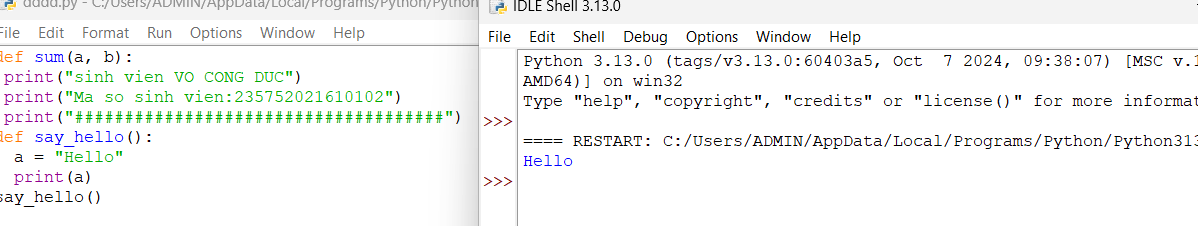 dddd.py - C:/Users/ADMIN/AppData/Local/Programs/Python/Python
File Edit Format Run Options Window Help
def sum(a, b):
print("sinh vien VO CONG DUC")
print("Ma so sinh vien:235752021610102")
print("#####################################")
def say_hello():
a = "Hello"
print(a)
say_hello()
IDLE Shell 3.13.0
File Edit Shell Debug Options Window Help
Python 3.13.0 (tags/v3.13.0:60403a5, Oct  7 2024, 09:38:07) [MSC v.1
AMD64)] on win32
Type "help", "copyright", "credits" or "license()" for more informat
>>>
==== RESTART: C:/Users/ADMIN/AppData/Local/Programs/Python/Python313
Hello
>>>